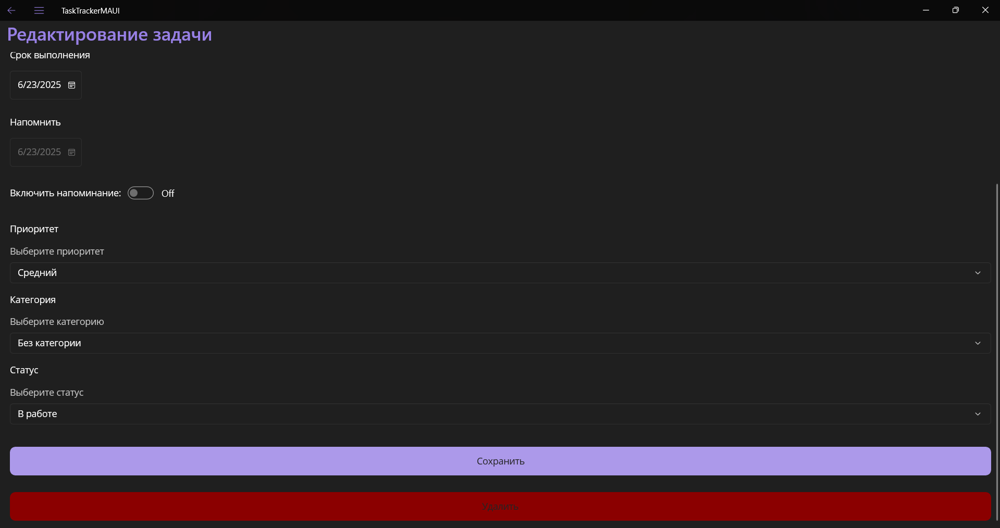 TaskTrackerMAUI
Редактирование задачи
Срок выполнения
6/23/2025
Напомнить
6/23/2025
Включить напоминание: Off
Приоритет
Выберите приоритет
Средний
Категория
Выберите категорию
Без категории
Статус
Выберите статус
В работе
Сохранить
Удалить